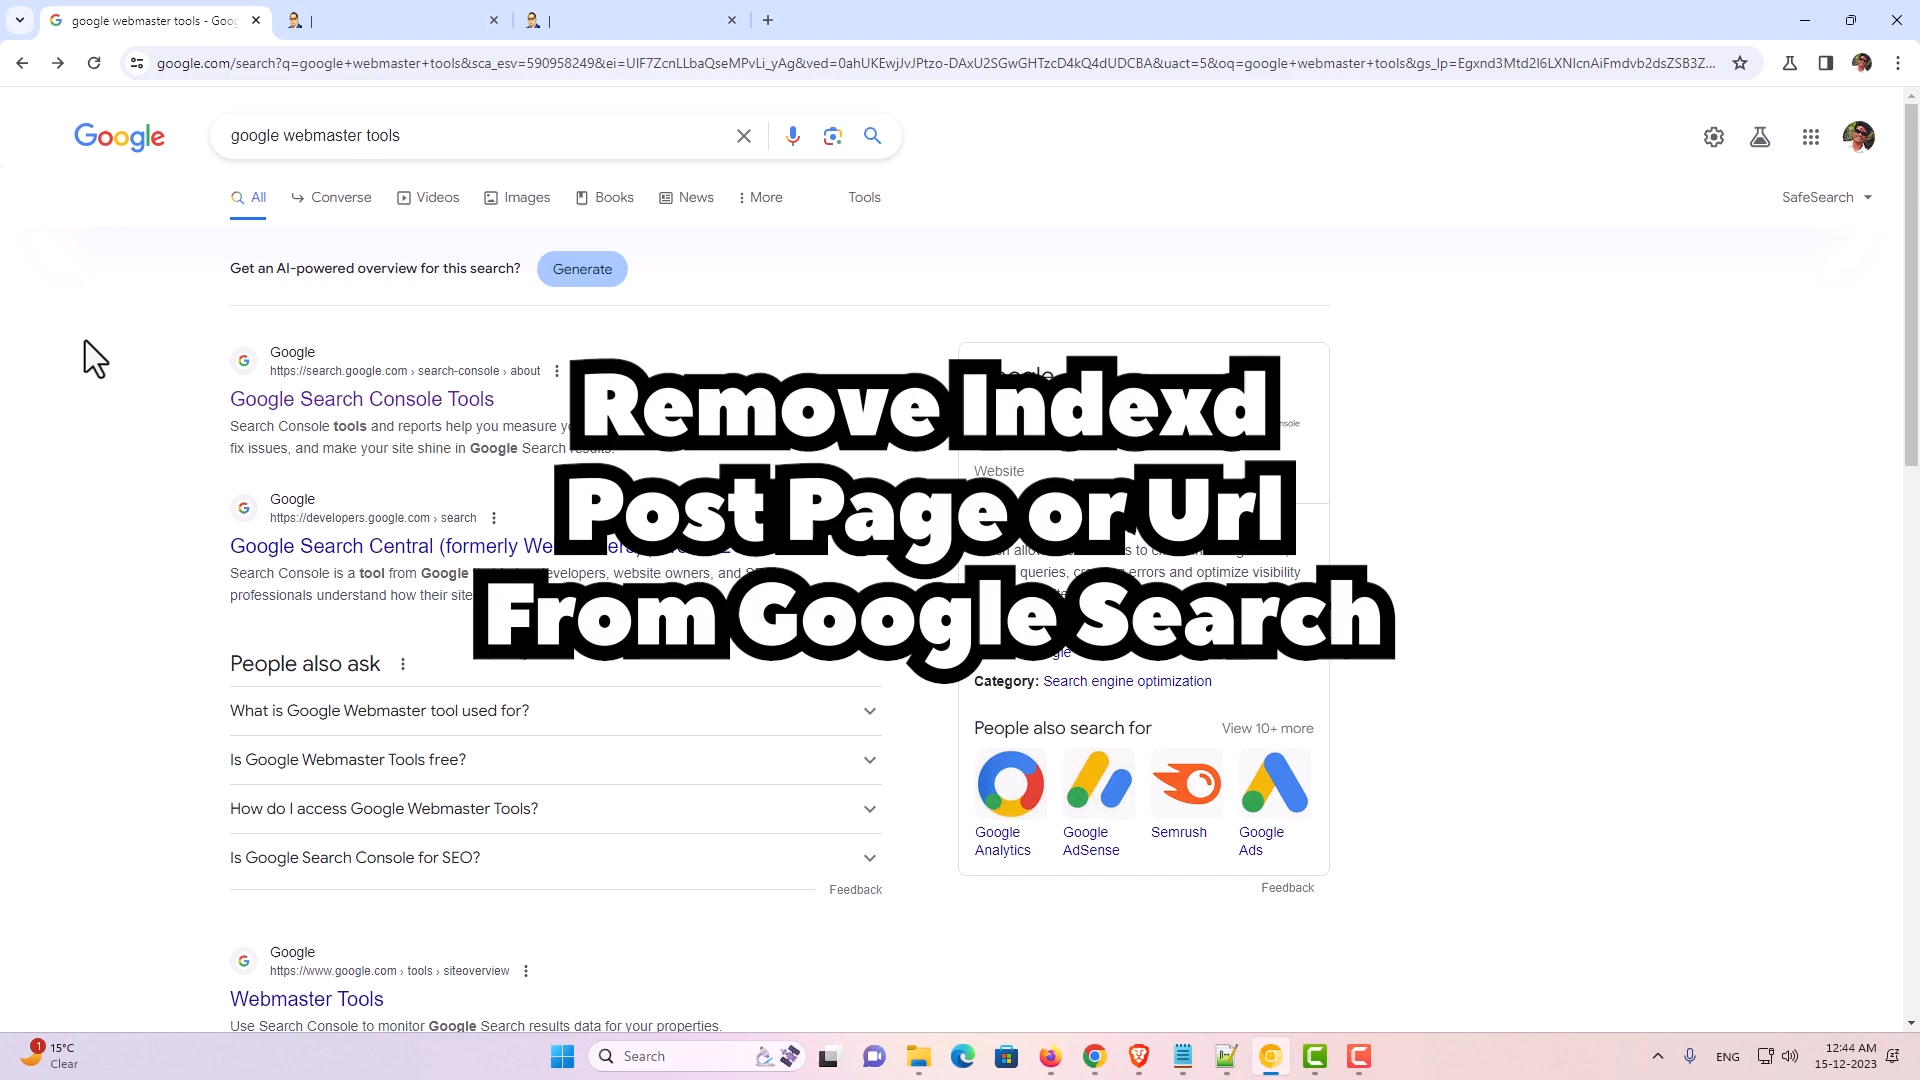 google webmaster tools - Goog
google.com/search?q=google+webmaster+tools&sca_esv=590958249&ei=UIF7ZcnLLbaQseMPvLi_yAg&ved=0ahUKEwjJvJPtzo-DAxU2SGwGHTzcD4kQ4dUDCBA&uact=5&oq=google+webmaster+tools&gs_lp=Egxnd3Mtd2l6LXNlcnAiFmdvb2dsZSB3Z...
Google
google webmaster tools
All Converse Videos Images Books News More Tools SafeSearch
Get an AI-powered overview for this search? Generate
Google
https://search.google.com › search-console › about
Google Search Console Tools
Search Console tools and reports help you measure
fix issues, and make your site shine in Google Search results.
Google
https://developers.google.com › search
Google Search Central (formerly
Search Console is a tool from Google developers, website owners, and
professionals understand how their site
Remove Indexd
Post Page or Url
From Google Search
Website
queries, errors and optimize visibility
Category: Search engine optimization
People also ask
What is Google Webmaster tool used for?
Is Google Webmaster Tools free?
How do I access Google Webmaster Tools?
Is Google Search Console for SEO?
Feedback
People also search for View 10+ more
Google Analytics
Google AdSense
Semrush
Google Ads
Feedback
Google
https://www.google.com › tools › siteoverview
Webmaster Tools
Use Search Console to monitor Google Search results data for your properties.
1
15°C
Clear
Search
ENG
12:44 AM
15-12-2023